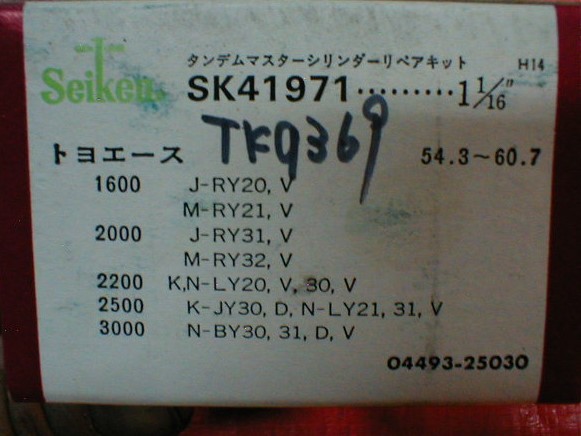 タンデムマスターシリンダーリペアキット H14
Seiken SK41971·········1 1/16"
TKQ369
トヨエース 54.3~60.7
1600 J-RY20, V
M-RY21, V
2000 J-RY31, V
M-RY32, V
2200 K,N-LY20, V, 30, V
2500 K-JY30, D, N-LY21, 31, V
3000 N-BY30, 31, D, V
04493-25030